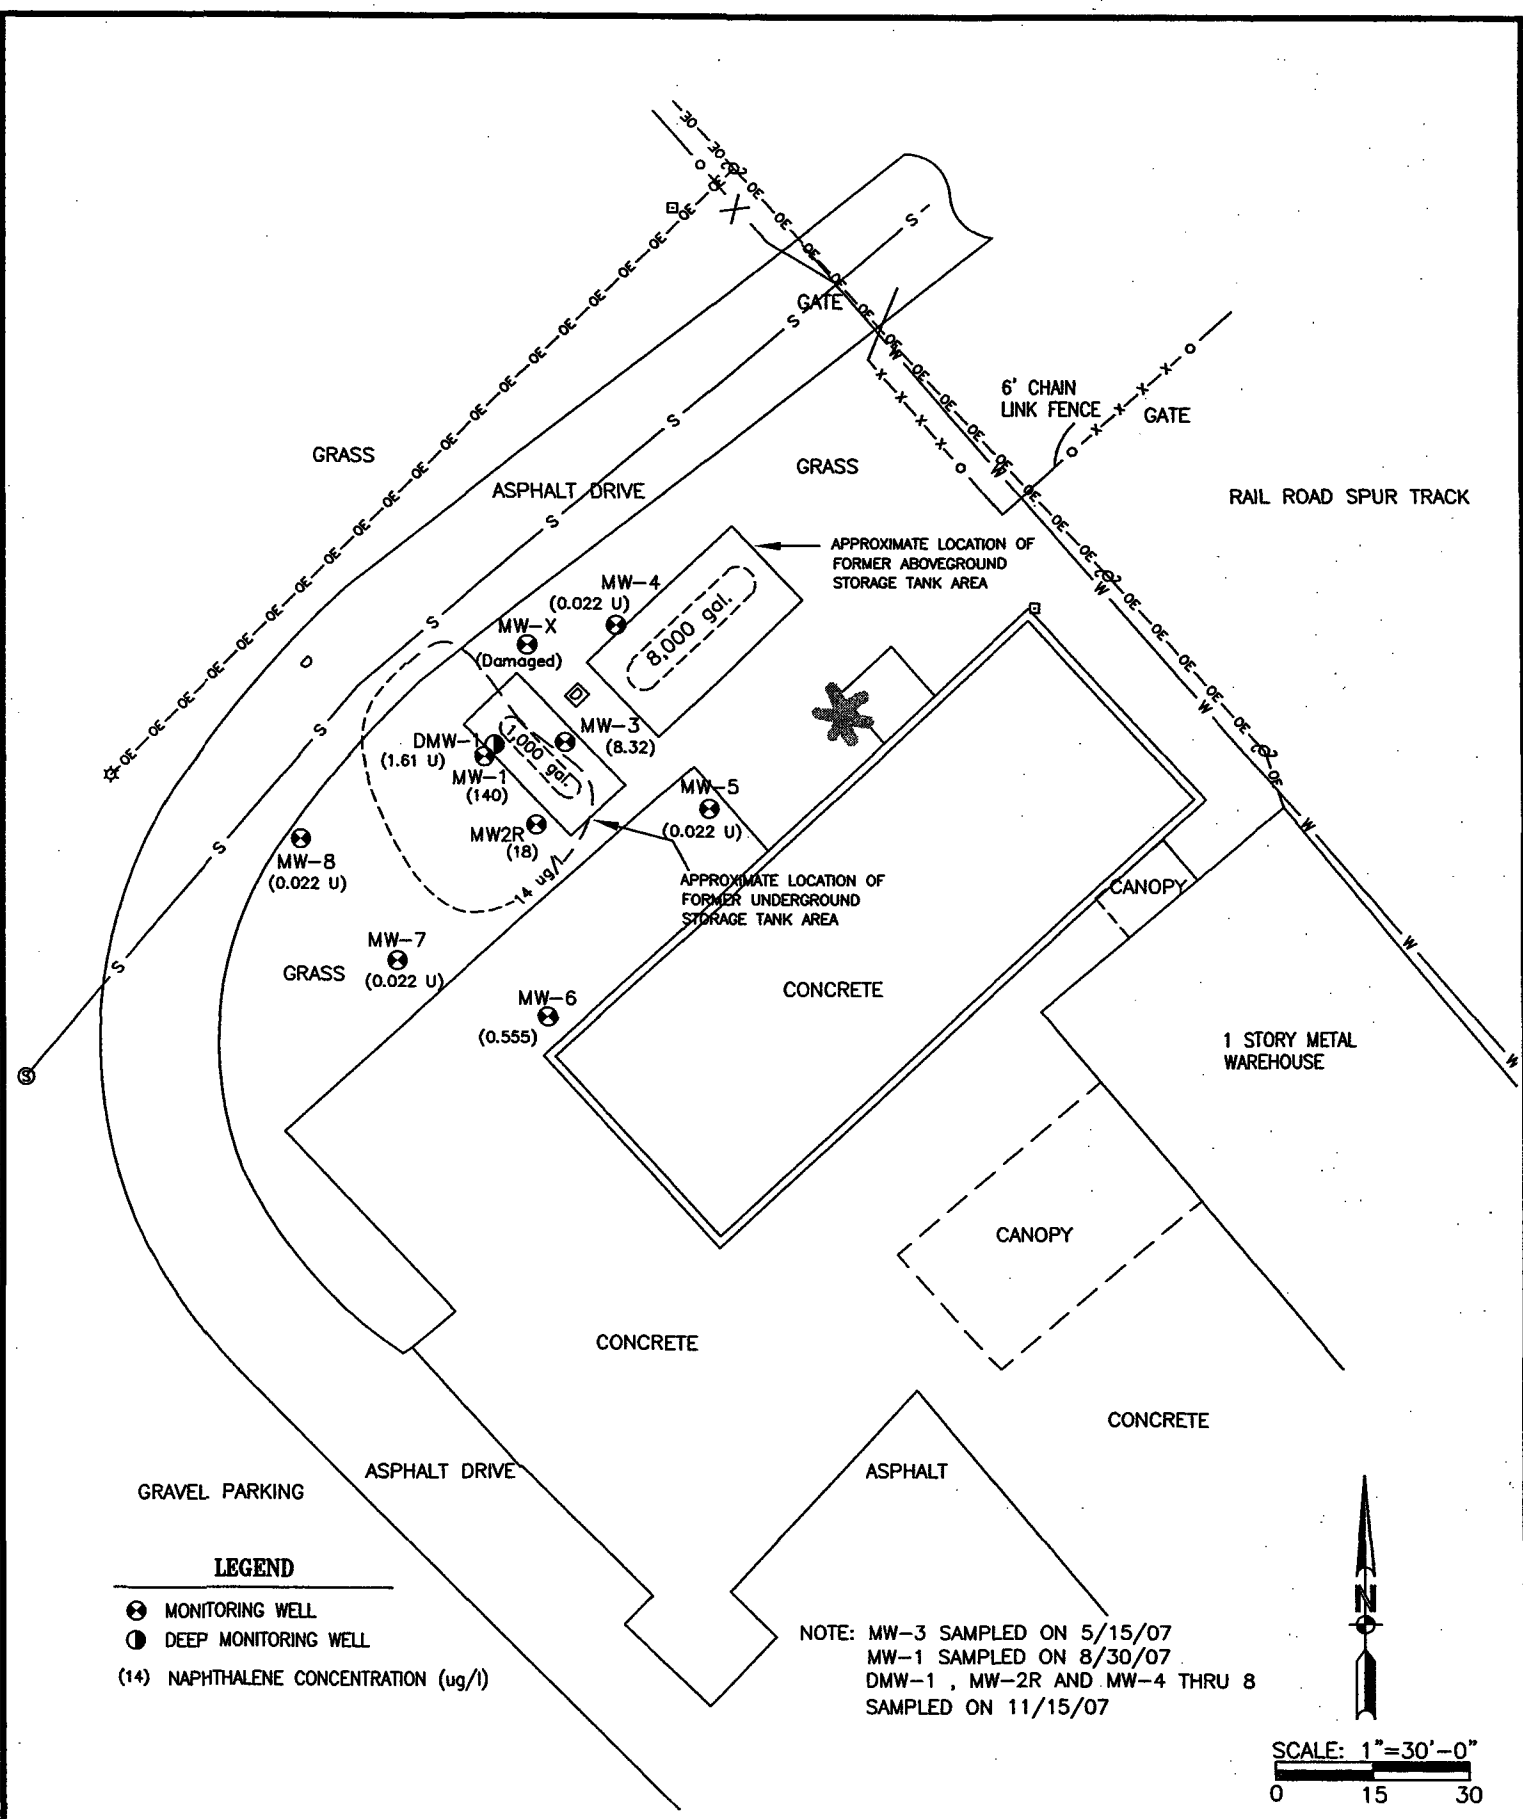 GATE
6' CHAIN
LINK FENCE
GATE
GRASS
GRASS
ASPHALT DRIVE
RAIL ROAD SPUR TRACK
APPROXIMATE LOCATION OF
FORMER ABOVEGROUND
STORAGE TANK AREA
MW-4
(0.022 U)
8,000 gal.
MW-X
(Damaged)
D
D
MW-3
(8.32)
1,000 gal.
DMW-1
(1.61 U)
MW-1
(140)
MW-5
(0.022 U)
MW2R
(18)
14 ug/l
MW-8
(0.022 U)
APPROXIMATE LOCATION OF
FORMER UNDERGROUND
STORAGE TANK AREA
CANOPY
MW-7
(0.022 U)
GRASS
CONCRETE
MW-6
(0.555)
1 STORY METAL
WAREHOUSE
S
CANOPY
CONCRETE
CONCRETE
ASPHALT DRIVE
ASPHALT
GRAVEL PARKING
LEGEND
MONITORING WELL
DEEP MONITORING WELL
(14) NAPHTHALENE CONCENTRATION (ug/l)
NOTE: MW-3 SAMPLED ON 5/15/07
MW-1 SAMPLED ON 8/30/07
DMW-1 , MW-2R AND MW-4 THRU 8
SAMPLED ON 11/15/07
N
SCALE: 1"=30'-0"
0 15 30